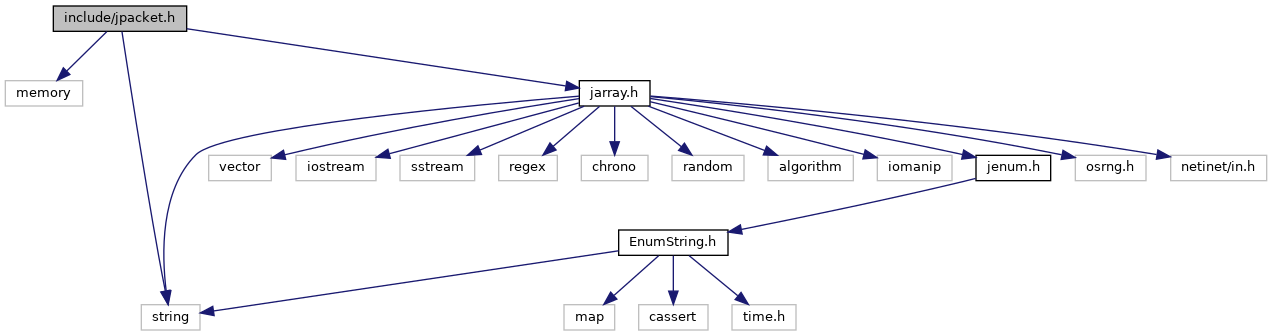 include/jpacket.h
memory
jarray.h
vector
iostream
sstream
regex
chrono
random
algorithm
iomanip
jenum.h
osrng.h
netinet/in.h
EnumString.h
string
map
cassert
time.h